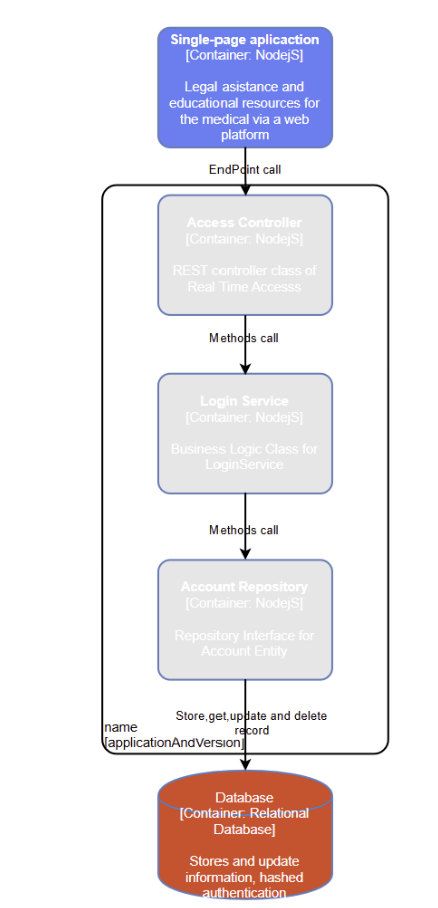 Single-page aplicaction
[Container: NodejS]
Legal asistance and
educational resources for
the medical via a web
platform
EndPoint call
Access Controller
[Container: NodejS]
REST controller class of
Real Time Accesss
Methods call
Login Service
[Container: NodejS]
Business Logic Class for
LoginService
Methods call
Account Repository
[Container: NodejS]
Repository Interface for
Account Entity
Store,get,update and delete
record
name
[applicationAndVersion]
Database
[Container: Relational
Database]
Stores and update
information, hashed
authentication